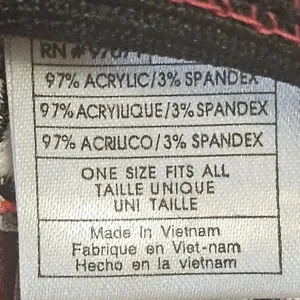 RN #
97% ACRYLIC/3% SPANDEX
97% ACRYIUQUE/3% SPANDEX
97% ACRIUCO/3% SPANDEX
ONE SIZE FITS ALL
TAILLE UNIQUE
UNI TAILLE
Made In Vietnam
Fabrique en Viet-nam
Hecho en la vietnam